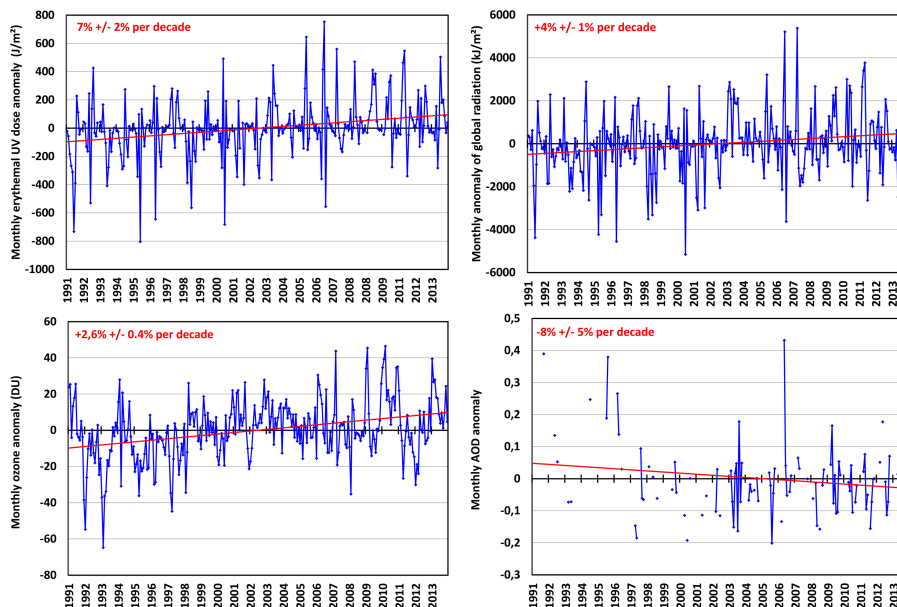 7% +/- 2% per decade
Monthly erythemal UV dose anomaly (J/m²)
800
600
400
200
0
-200
-400
-600
-800
-1000
1991 1992 1993 1994 1995 1996 1997 1998 1999 2000 2001 2002 2003 2004 2005 2006 2007 2008 2009 2010 2011 2012 2013
+4% +/- 1% per decade
Monthly anomaly of global radiation (kJ/m²)
6000
4000
2000
0
-2000
-4000
-6000
1991 1992 1993 1994 1995 1996 1997 1998 1999 2000 2001 2002 2003 2004 2005 2006 2007 2008 2009 2010 2011 2012 2013
+2,6% +/- 0.4% per decade
Monthly ozone anomaly (DU)
60
40
20
0
-20
-40
-60
-80
1991 1992 1993 1994 1995 1996 1997 1998 1999 2000 2001 2002 2003 2004 2005 2006 2007 2008 2009 2010 2011 2012 2013
-8% +/- 5% per decade
Monthly AOD anomaly
0,5
0,4
0,3
0,2
0,1
0
-0,1
-0,2
-0,3
1991 1992 1993 1994 1995 1996 1997 1998 1999 2000 2001 2002 2003 2004 2005 2006 2007 2008 2009 2010 2011 2012 2013